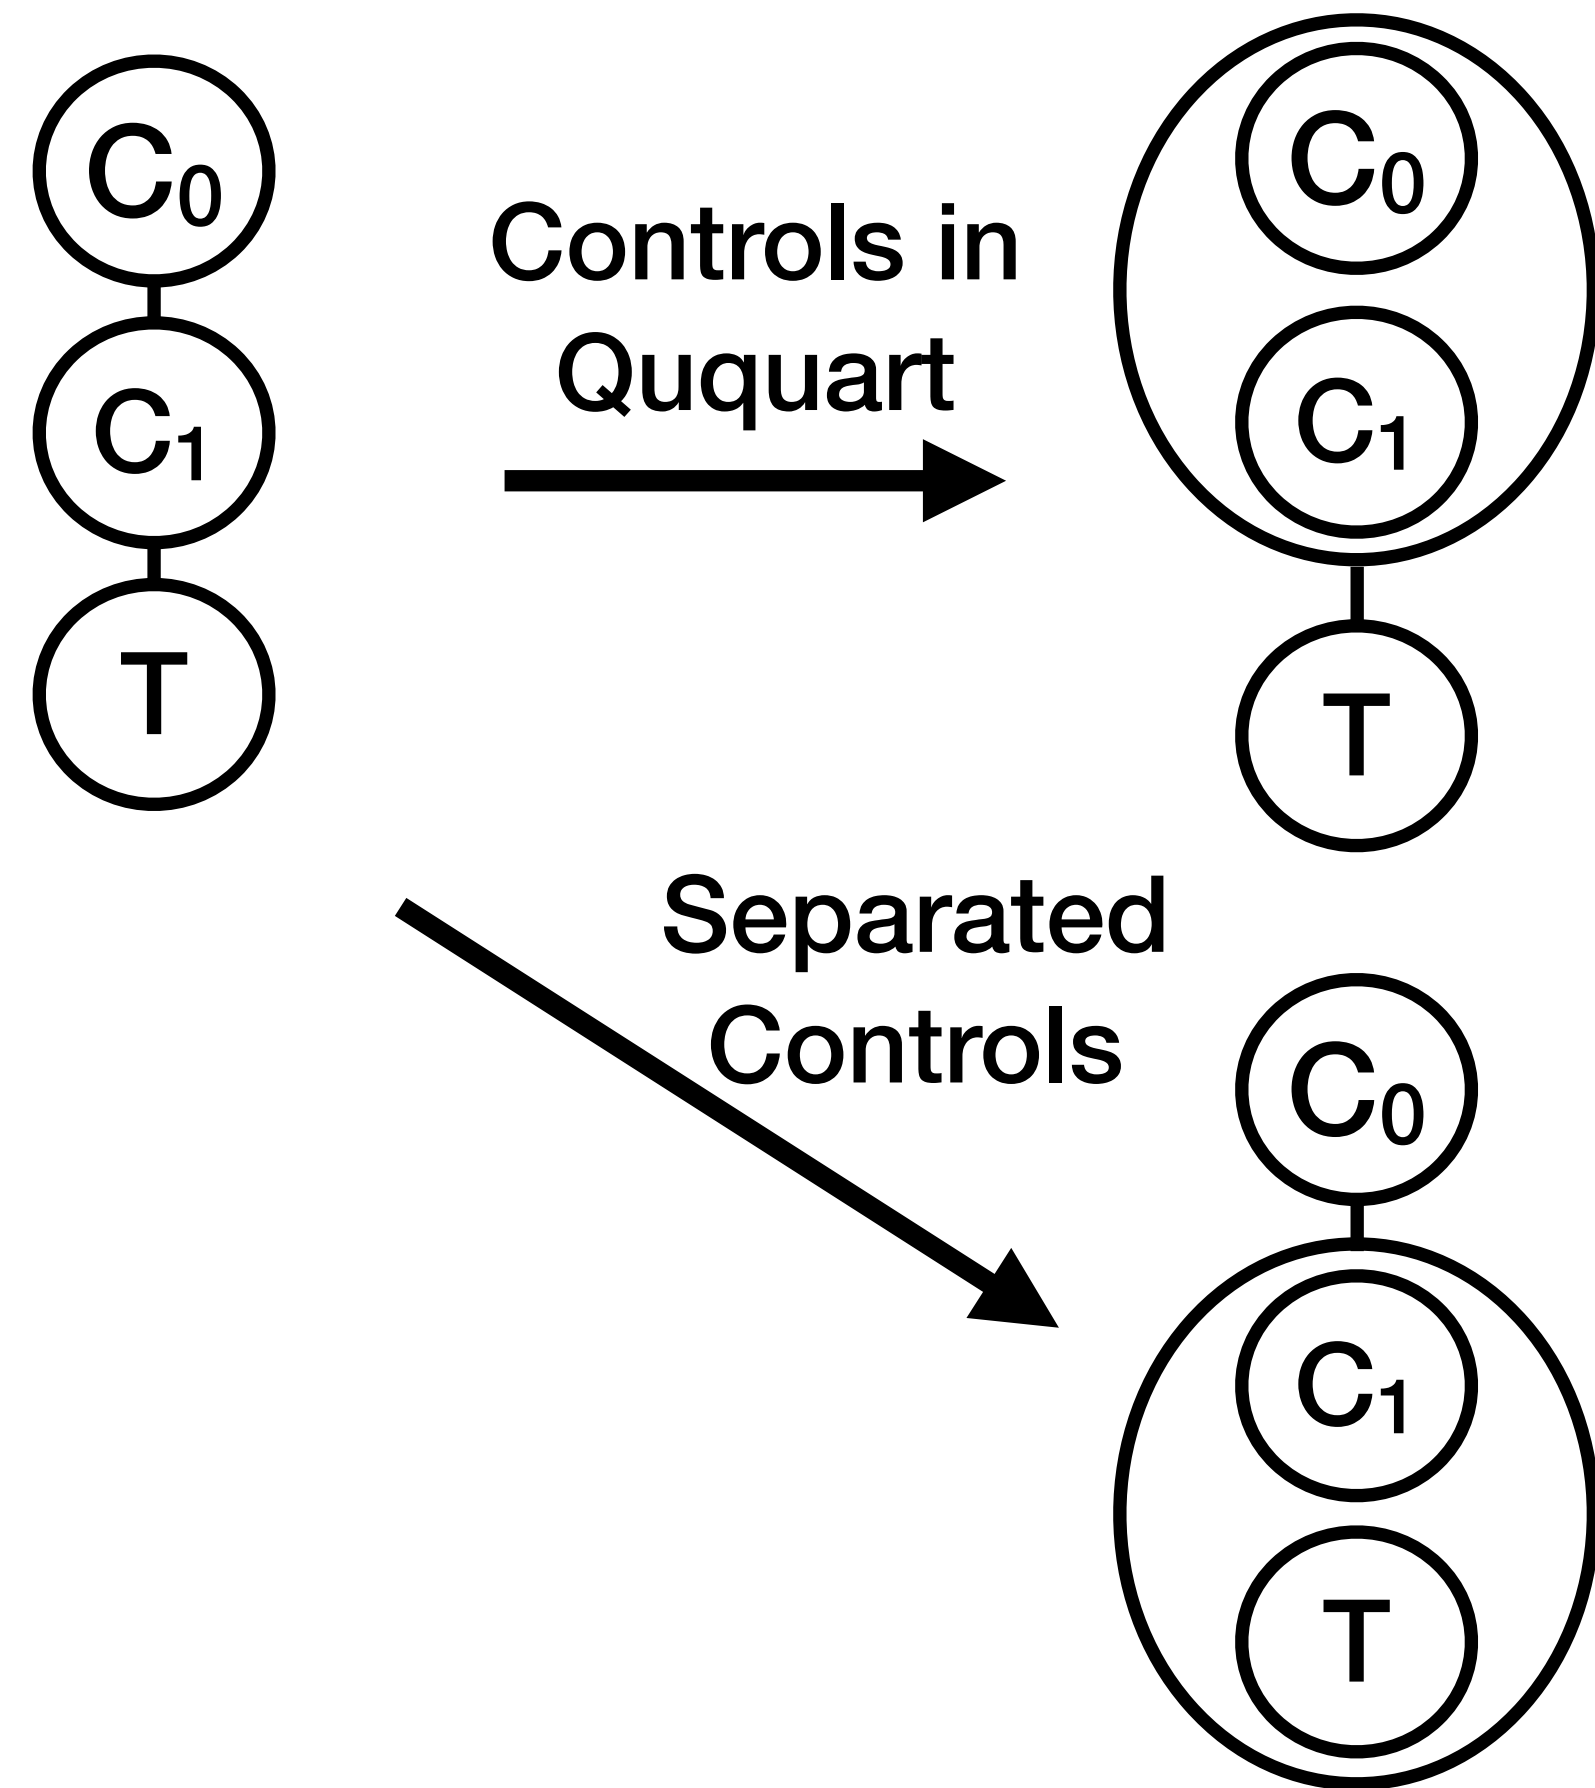 C₀
C₁
T
Controls in
Ququart
C₀
C₁
T
Separated
Controls
C₀
C₁
T